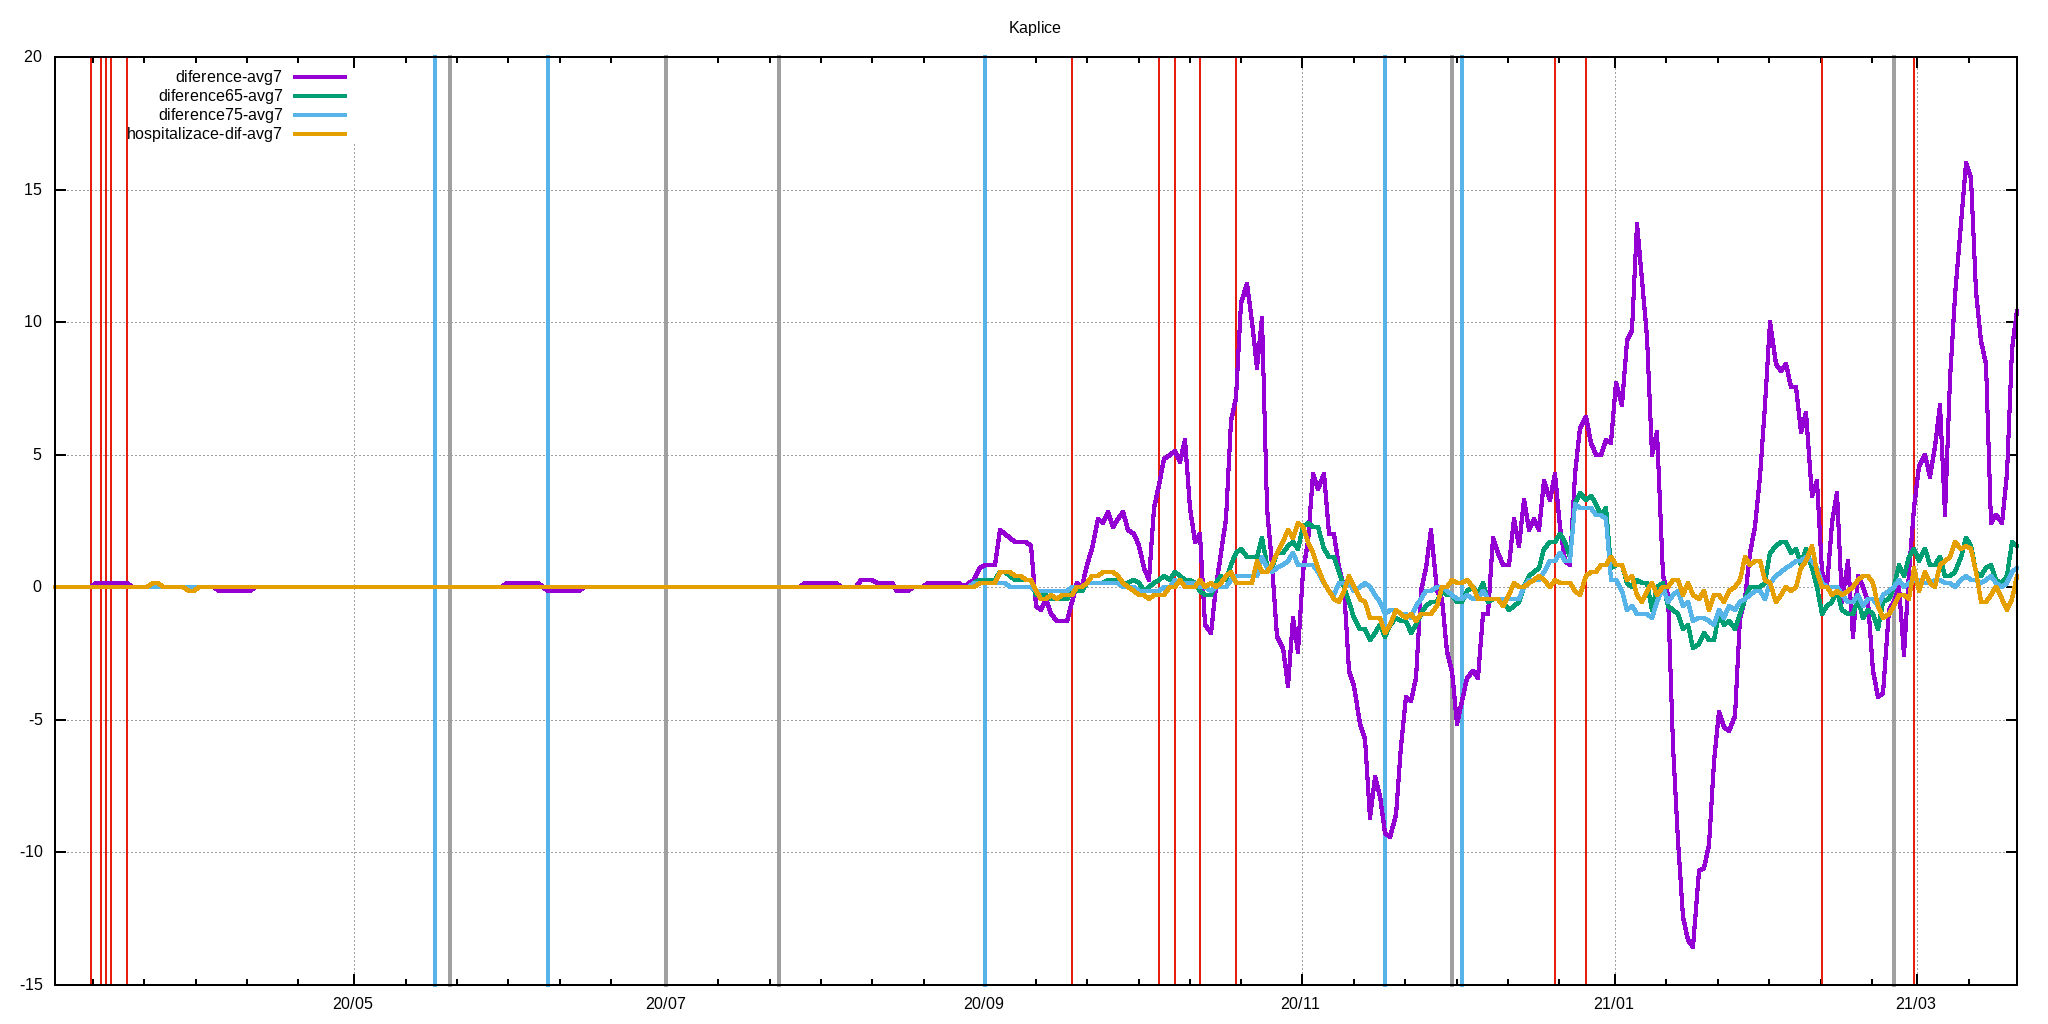 Kaplice
20
diference-avg7
diference65-avg7
diference75-avg7
hospitalizace-dif-avg7
15
10
5
0
-5
-10
-15
20/05 20/07 20/09 20/11 21/01 21/03